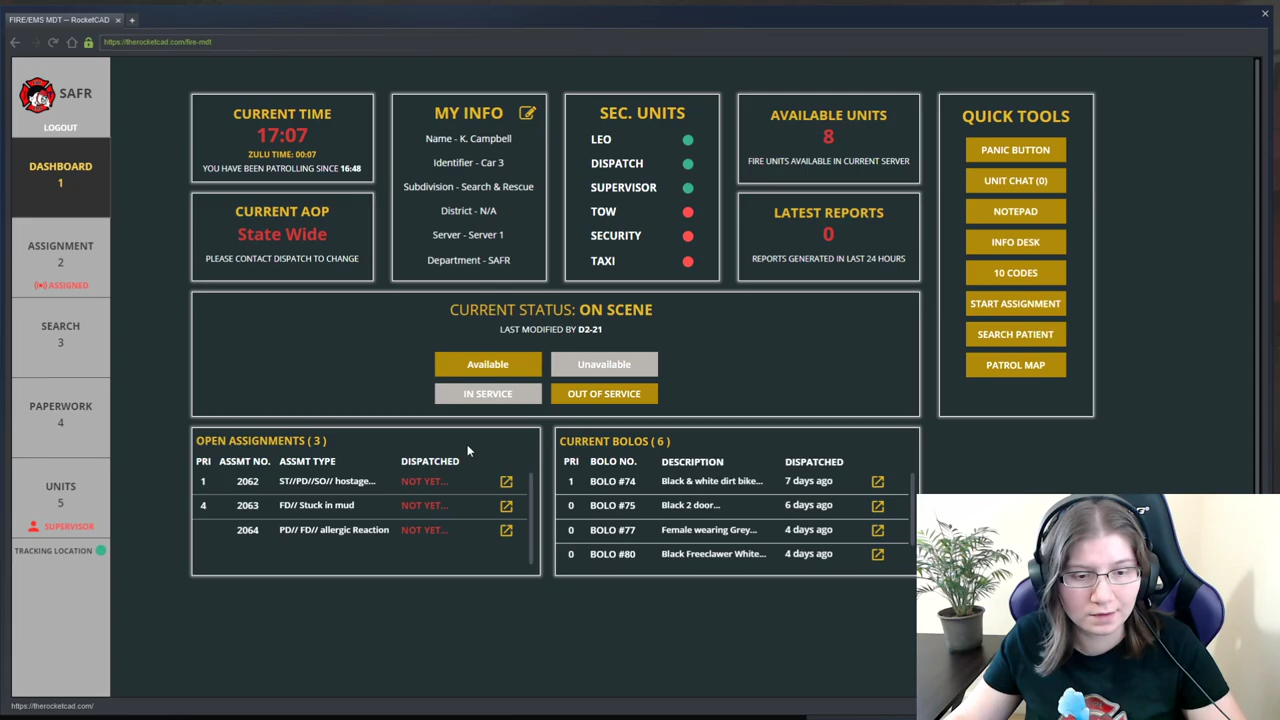 FIRE/EMS MDT — RocketCAD
https://therocketcad.com/fire-mdt
SAFR
LOGOUT
DASHBOARD
1
ASSIGNMENT
2
ASSIGNED
SEARCH
3
PAPERWORK
4
UNITS
5
SUPERVISOR
TRACKING LOCATION
CURRENT TIME
17:07
ZULU TIME: 00:07
YOU HAVE BEEN PATROLLING SINCE 16:48
CURRENT AOP
State Wide
PLEASE CONTACT DISPATCH TO CHANGE
MY INFO
Name - K. Campbell
Identifier - Car 3
Subdivision - Search & Rescue
District - N/A
Server - Server 1
Department - SAFR
SEC. UNITS
LEO
DISPATCH
SUPERVISOR
TOW
SECURITY
TAXI
AVAILABLE UNITS
8
FIRE UNITS AVAILABLE IN CURRENT SERVER
LATEST REPORTS
0
REPORTS GENERATED IN LAST 24 HOURS
QUICK TOOLS
PANIC BUTTON
UNIT CHAT (0)
NOTEPAD
INFO DESK
10 CODES
START ASSIGNMENT
SEARCH PATIENT
PATROL MAP
CURRENT STATUS: ON SCENE
LAST MODIFIED BY D2-21
Available Unavailable
IN SERVICE OUT OF SERVICE
OPEN ASSIGNMENTS ( 3 )
PRI ASSMT NO. ASSMT TYPE DISPATCHED
1 2062 ST//PD//SO// hostage... NOT YET...
4 2063 FD// Stuck in mud NOT YET...
2064 PD// FD// allergic Reaction NOT YET...
CURRENT BOLOS ( 6 )
PRI BOLO NO. DESCRIPTION DISPATCHED
1 BOLO #74 Black & white dirt bike... 7 days ago
0 BOLO #75 Black 2 door... 6 days ago
0 BOLO #77 Female wearing Grey... 4 days ago
0 BOLO #80 Black Freeclawer White... 4 days ago
https://therocketcad.com/